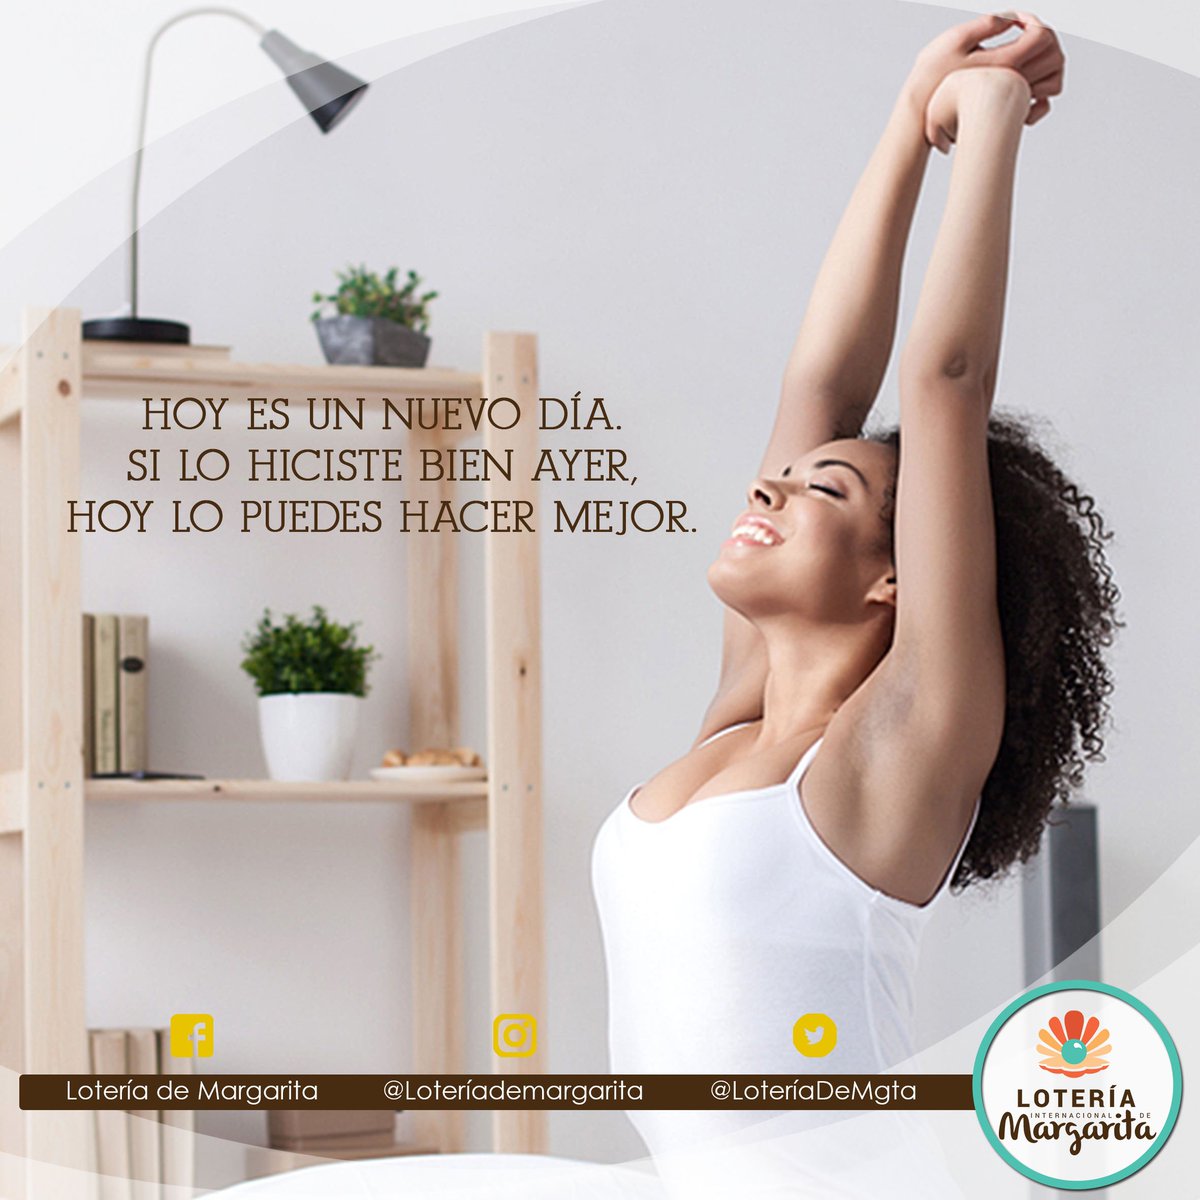 HOY ES UN NUEVO DÍA.
SI LO HICISTE BIEN AYER,
HOY LO PUEDES HACER MEJOR.
Lotería de Margarita
@Loteríademargarita
@LoteríaDeMgta
LOTERÍA
INTERNACIONAL DE
Margarita